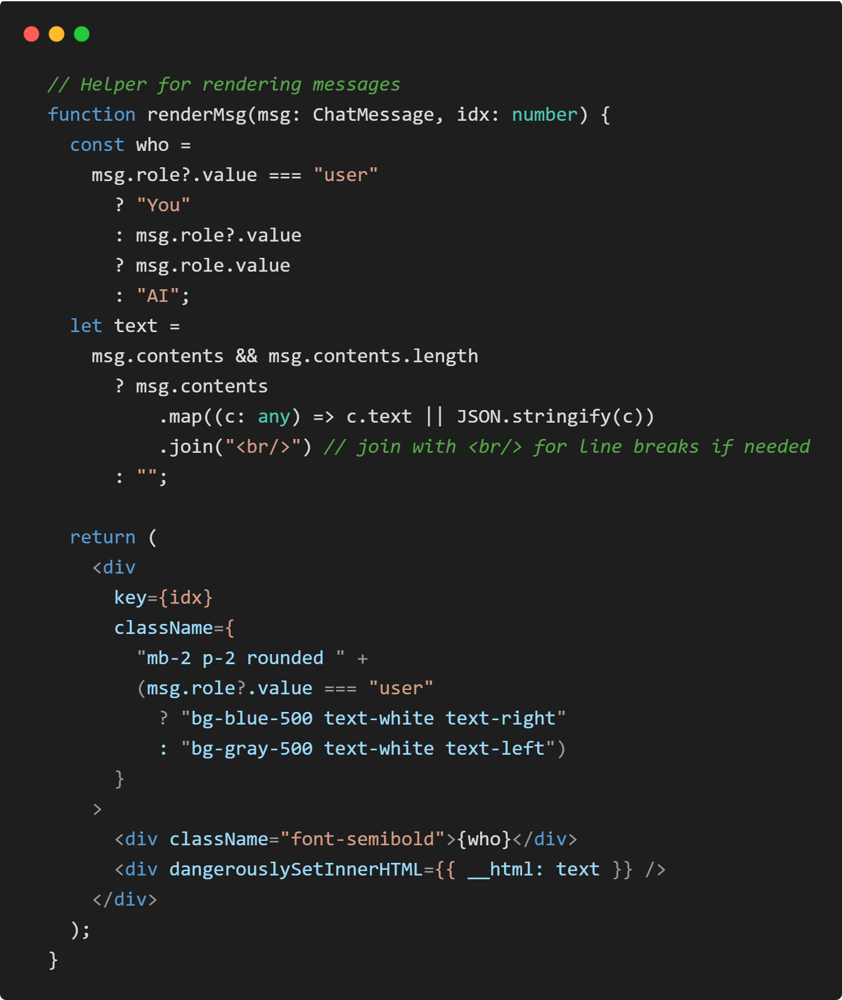 // Helper for rendering messages
function renderMsg(msg: ChatMessage, idx: number) {
  const who =
    msg.role?.value === "user"
      ? "You"
      : msg.role?.value
      ? msg.role.value
      : "AI";
  let text =
    msg.contents && msg.contents.length
      ? msg.contents
          .map((c: any) => c.text || JSON.stringify(c))
          .join("<br/>") // join with <br/> for line breaks if needed
      : "";

  return (
    <div
      key={idx}
      className={
        "mb-2 p-2 rounded " +
        (msg.role?.value === "user"
          ? "bg-blue-500 text-white text-right"
          : "bg-gray-500 text-white text-left")
      }
    >
      <div className="font-semibold">{who}</div>
      <div dangerouslySetInnerHTML={{ __html: text }} />
    </div>
  );
}